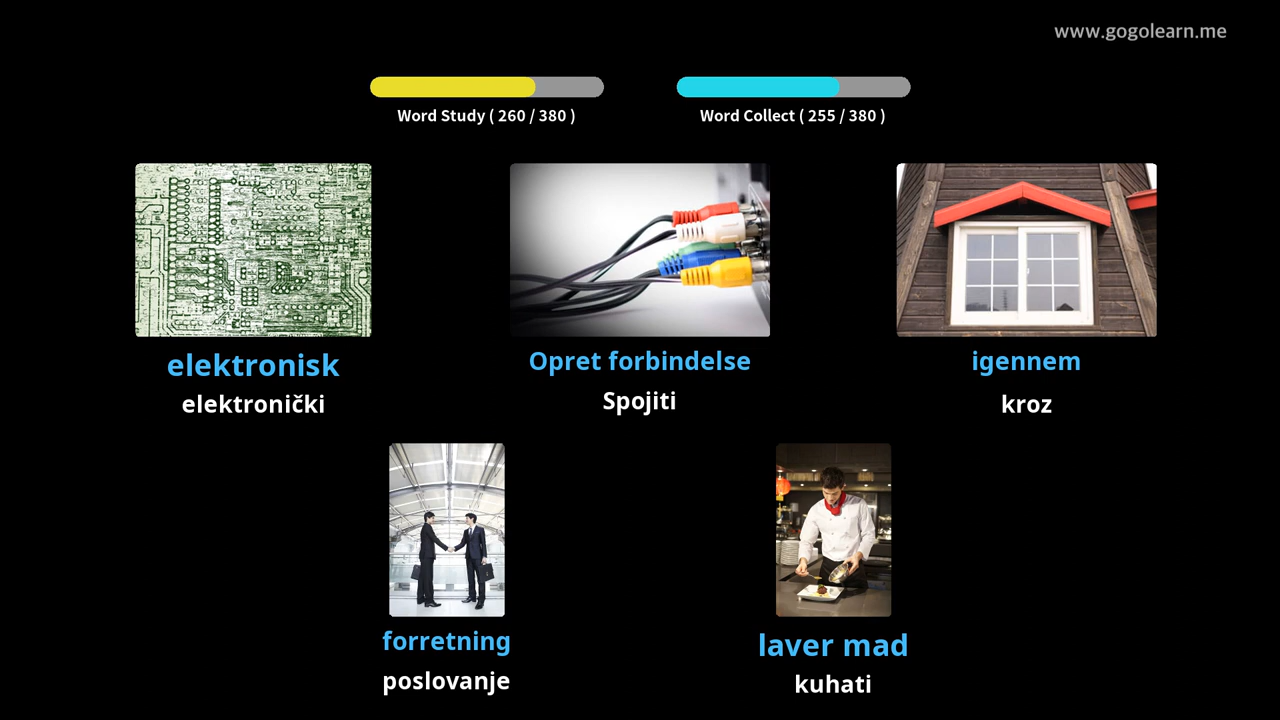 www.gogolearn.me
Word Study ( 260 / 380 )
Word Collect ( 255 / 380 )
elektronisk
elektronički
Opret forbindelse
Spojiti
igennem
kroz
forretning
poslovanje
laver mad
kuhati